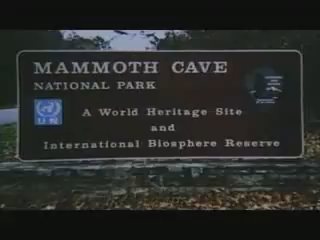 MAMMOTH CAVE
NATIONAL PARK
UN
A World Heritage Site
and
International Biosphere Reserve